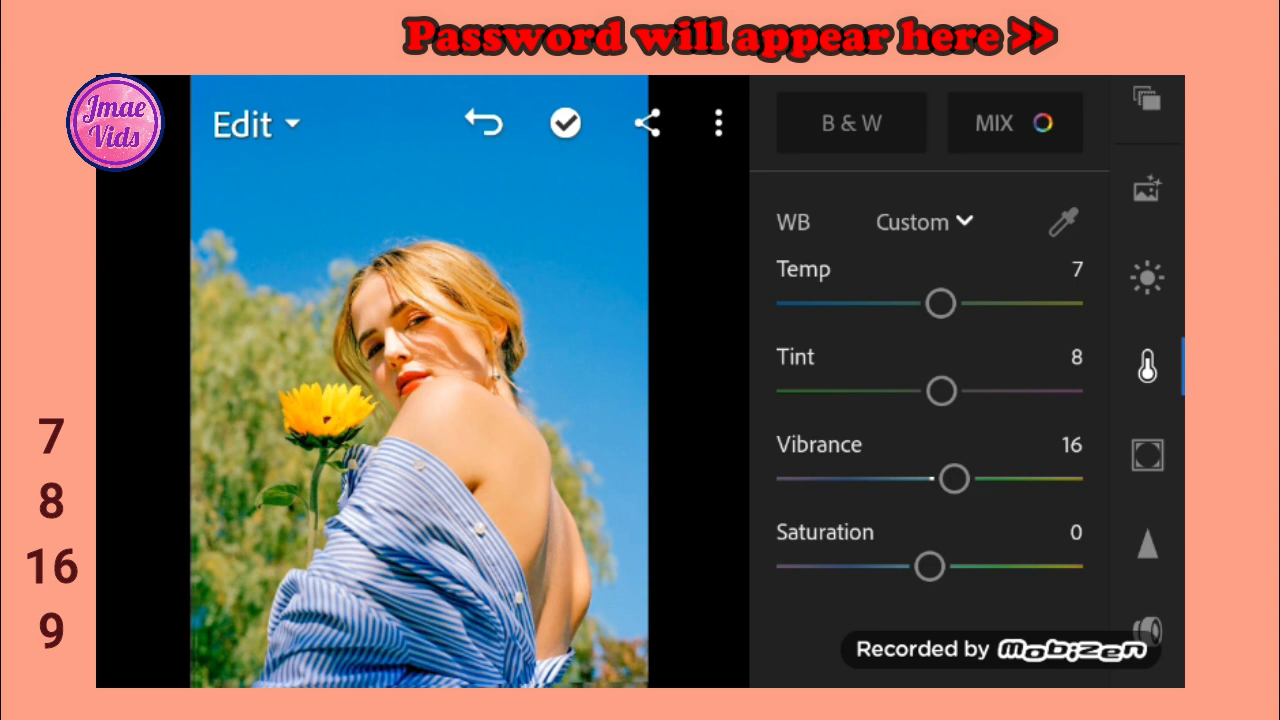 Password will appear here >>
Jmae
Vids
Edit
B & W
MIX
WB
Custom
Temp
7
Tint
8
Vibrance
16
Saturation
0
7
8
16
9
Recorded by Mobizen